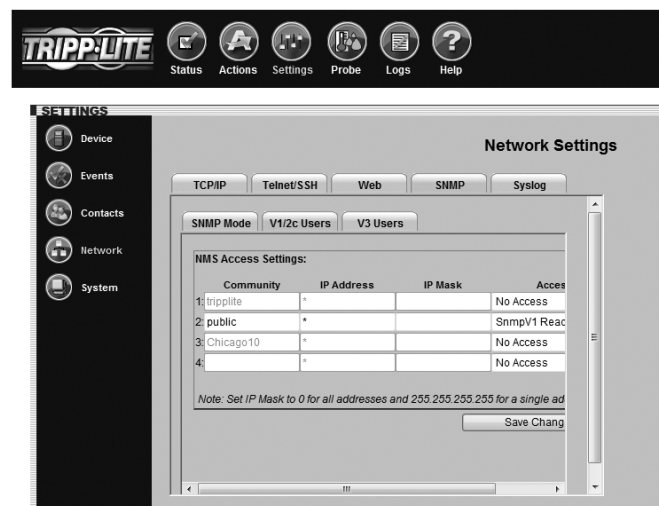 TRIPP·LITE
Status Actions Settings Probe Logs Help
SETTINGS
Device
Events
Contacts
Network
System
Network Settings
TCP/IP Telnet/SSH Web SNMP Syslog
SNMP Mode V1/2c Users V3 Users
NMS Access Settings:
Community IP Address IP Mask Acces
1: tripplite * No Access
2: public * SnmpV1 Reac
3: Chicago10 * No Access
4: * No Access
Note: Set IP Mask to 0 for all addresses and 255.255.255.255 for a single ad
Save Chang